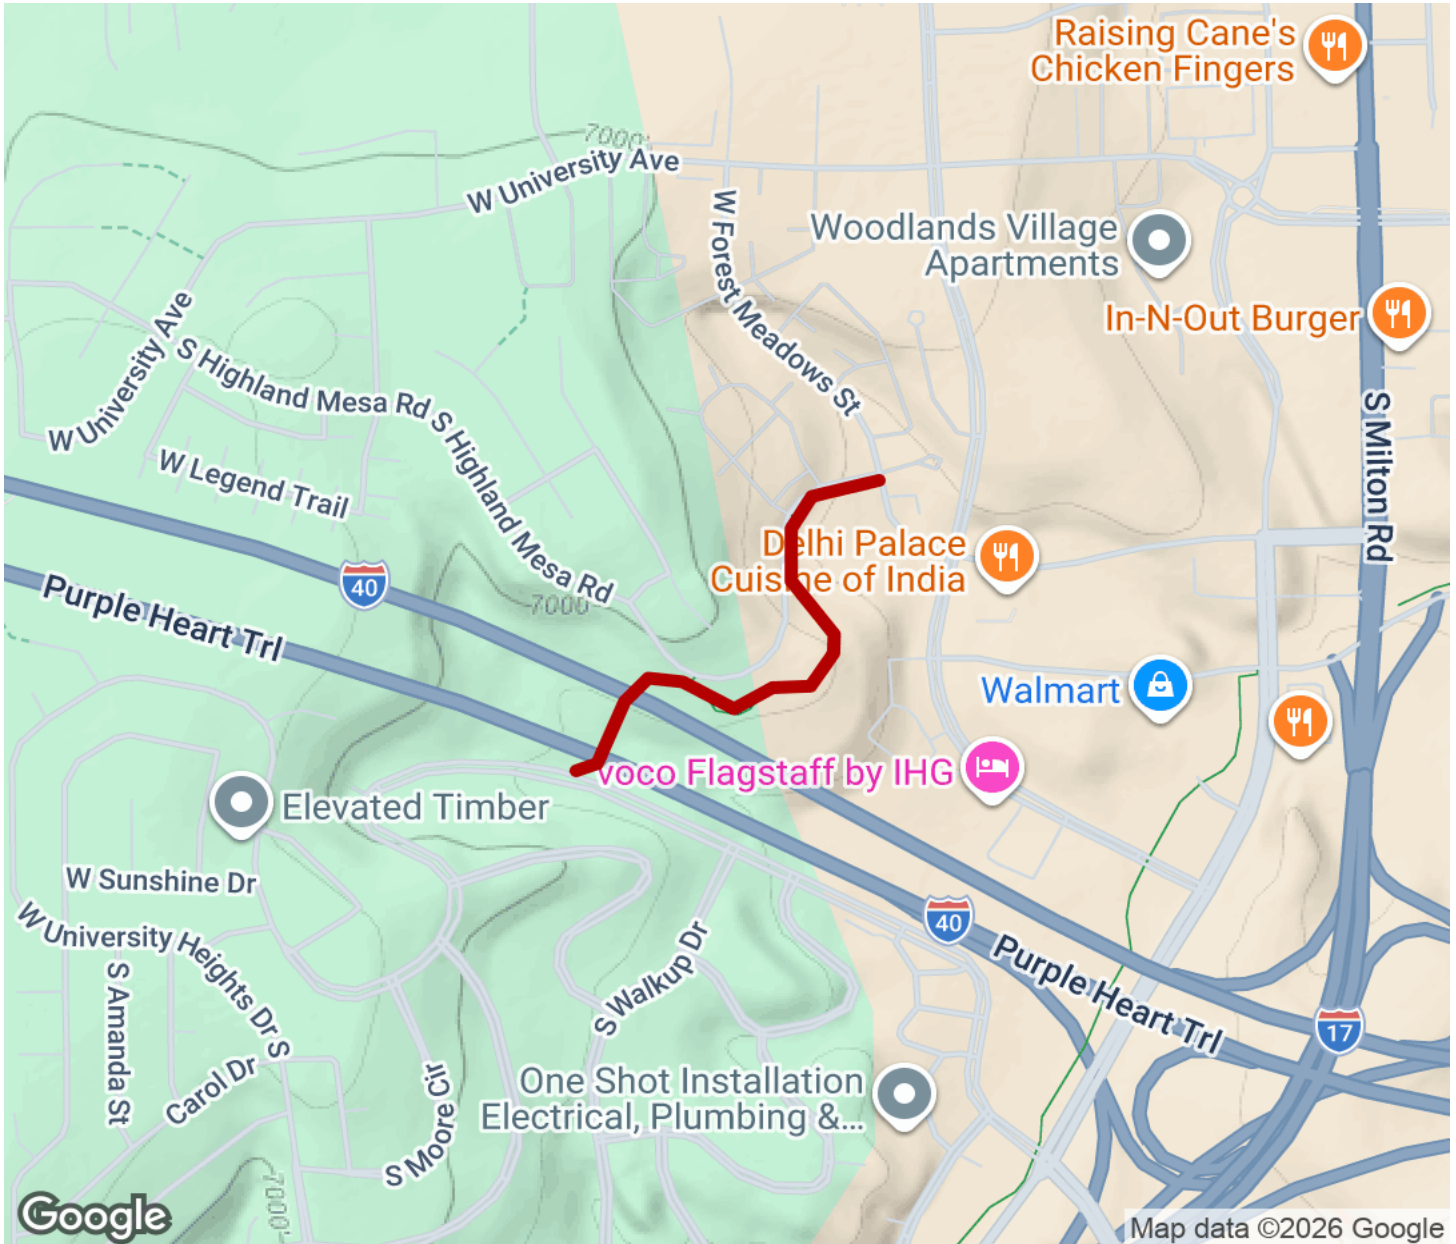 Raising Cane's
Chicken Fingers
7000'
W University Ave
W Forest Meadows St
Woodlands Village
Apartments
In-N-Out Burger
W University Ave
S Highland Mesa Rd
S Highland Mesa Rd
S Milton Rd
W Legend Trail
Delhi Palace
Cuisine of India
40
7000
Purple Heart Trl
Walmart
voco Flagstaff by IHG
Elevated Timber
W Sunshine Dr
40
W University Heights Dr S
S Walkup Dr
Purple Heart Trl
S Amanda St
17
Carol Dr
S Moore Cir
One Shot Installation
Electrical, Plumbing &...
7000'
Google
Map data ©2026 Google